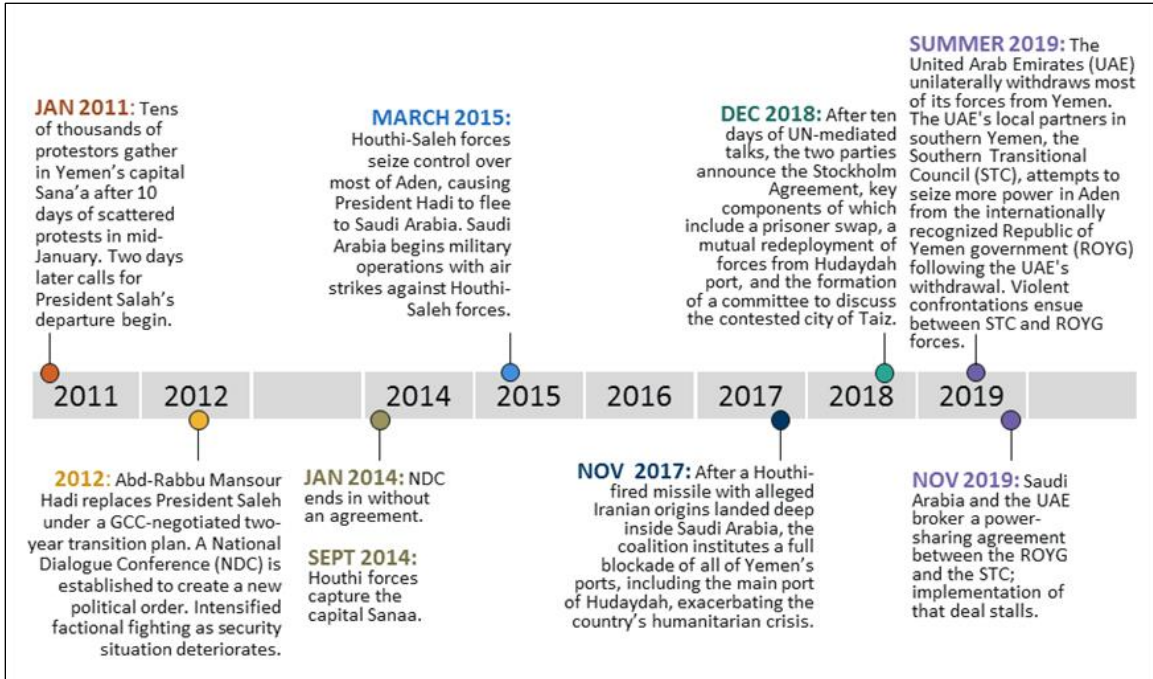 JAN 2011: Tens
of thousands of
protestors gather
in Yemen's capital
Sana'a after 10
days of scattered
protests in mid-
January. Two days
later calls for
President Salah's
departure begin.
MARCH 2015:
Houthi-Saleh forces
seize control over
most of Aden, causing
President Hadi to flee
to Saudi Arabia. Saudi
Arabia begins military
operations with air
strikes against Houthi-
Saleh forces.
DEC 2018: After ten
days of UN-mediated
talks, the two parties
announce the Stockholm
Agreement, key
components of which
include a prisoner swap, a
mutual redeployment of
forces from Hudaydah
port, and the formation
of a committee to discuss
the contested city of Taiz.
SUMMER 2019: The
United Arab Emirates (UAE)
unilaterally withdraws most
of its forces from Yemen.
The UAE's local partners in
southern Yemen, the
Southern Transitional
Council (STC), attempts to
seize more power in Aden
from the internationally
recognized Republic of
Yemen government (ROYG)
following the UAE's
withdrawal. Violent
confrontations ensue
between STC and ROYG
forces.
2011 2012 2014 2015 2016 2017 2018 2019
2012: Abd-Rabbu Mansour
Hadi replaces President Saleh
under a GCC-negotiated two-
year transition plan. A National
Dialogue Conference (NDC) is
established to create a new
political order. Intensified
factional fighting as security
situation deteriorates.
JAN 2014: NDC
ends in without
an agreement.
SEPT 2014:
Houthi forces
capture the
capital Sanaa.
NOV 2017: After a Houthi-
fired missile with alleged
Iranian origins landed deep
inside Saudi Arabia, the
coalition institutes a full
blockade of all of Yemen's
ports, including the main port
of Hudaydah, exacerbating the
country's humanitarian crisis.
NOV 2019: Saudi
Arabia and the UAE
broker a power-
sharing agreement
between the ROYG
and the STC;
implementation of
that deal stalls.